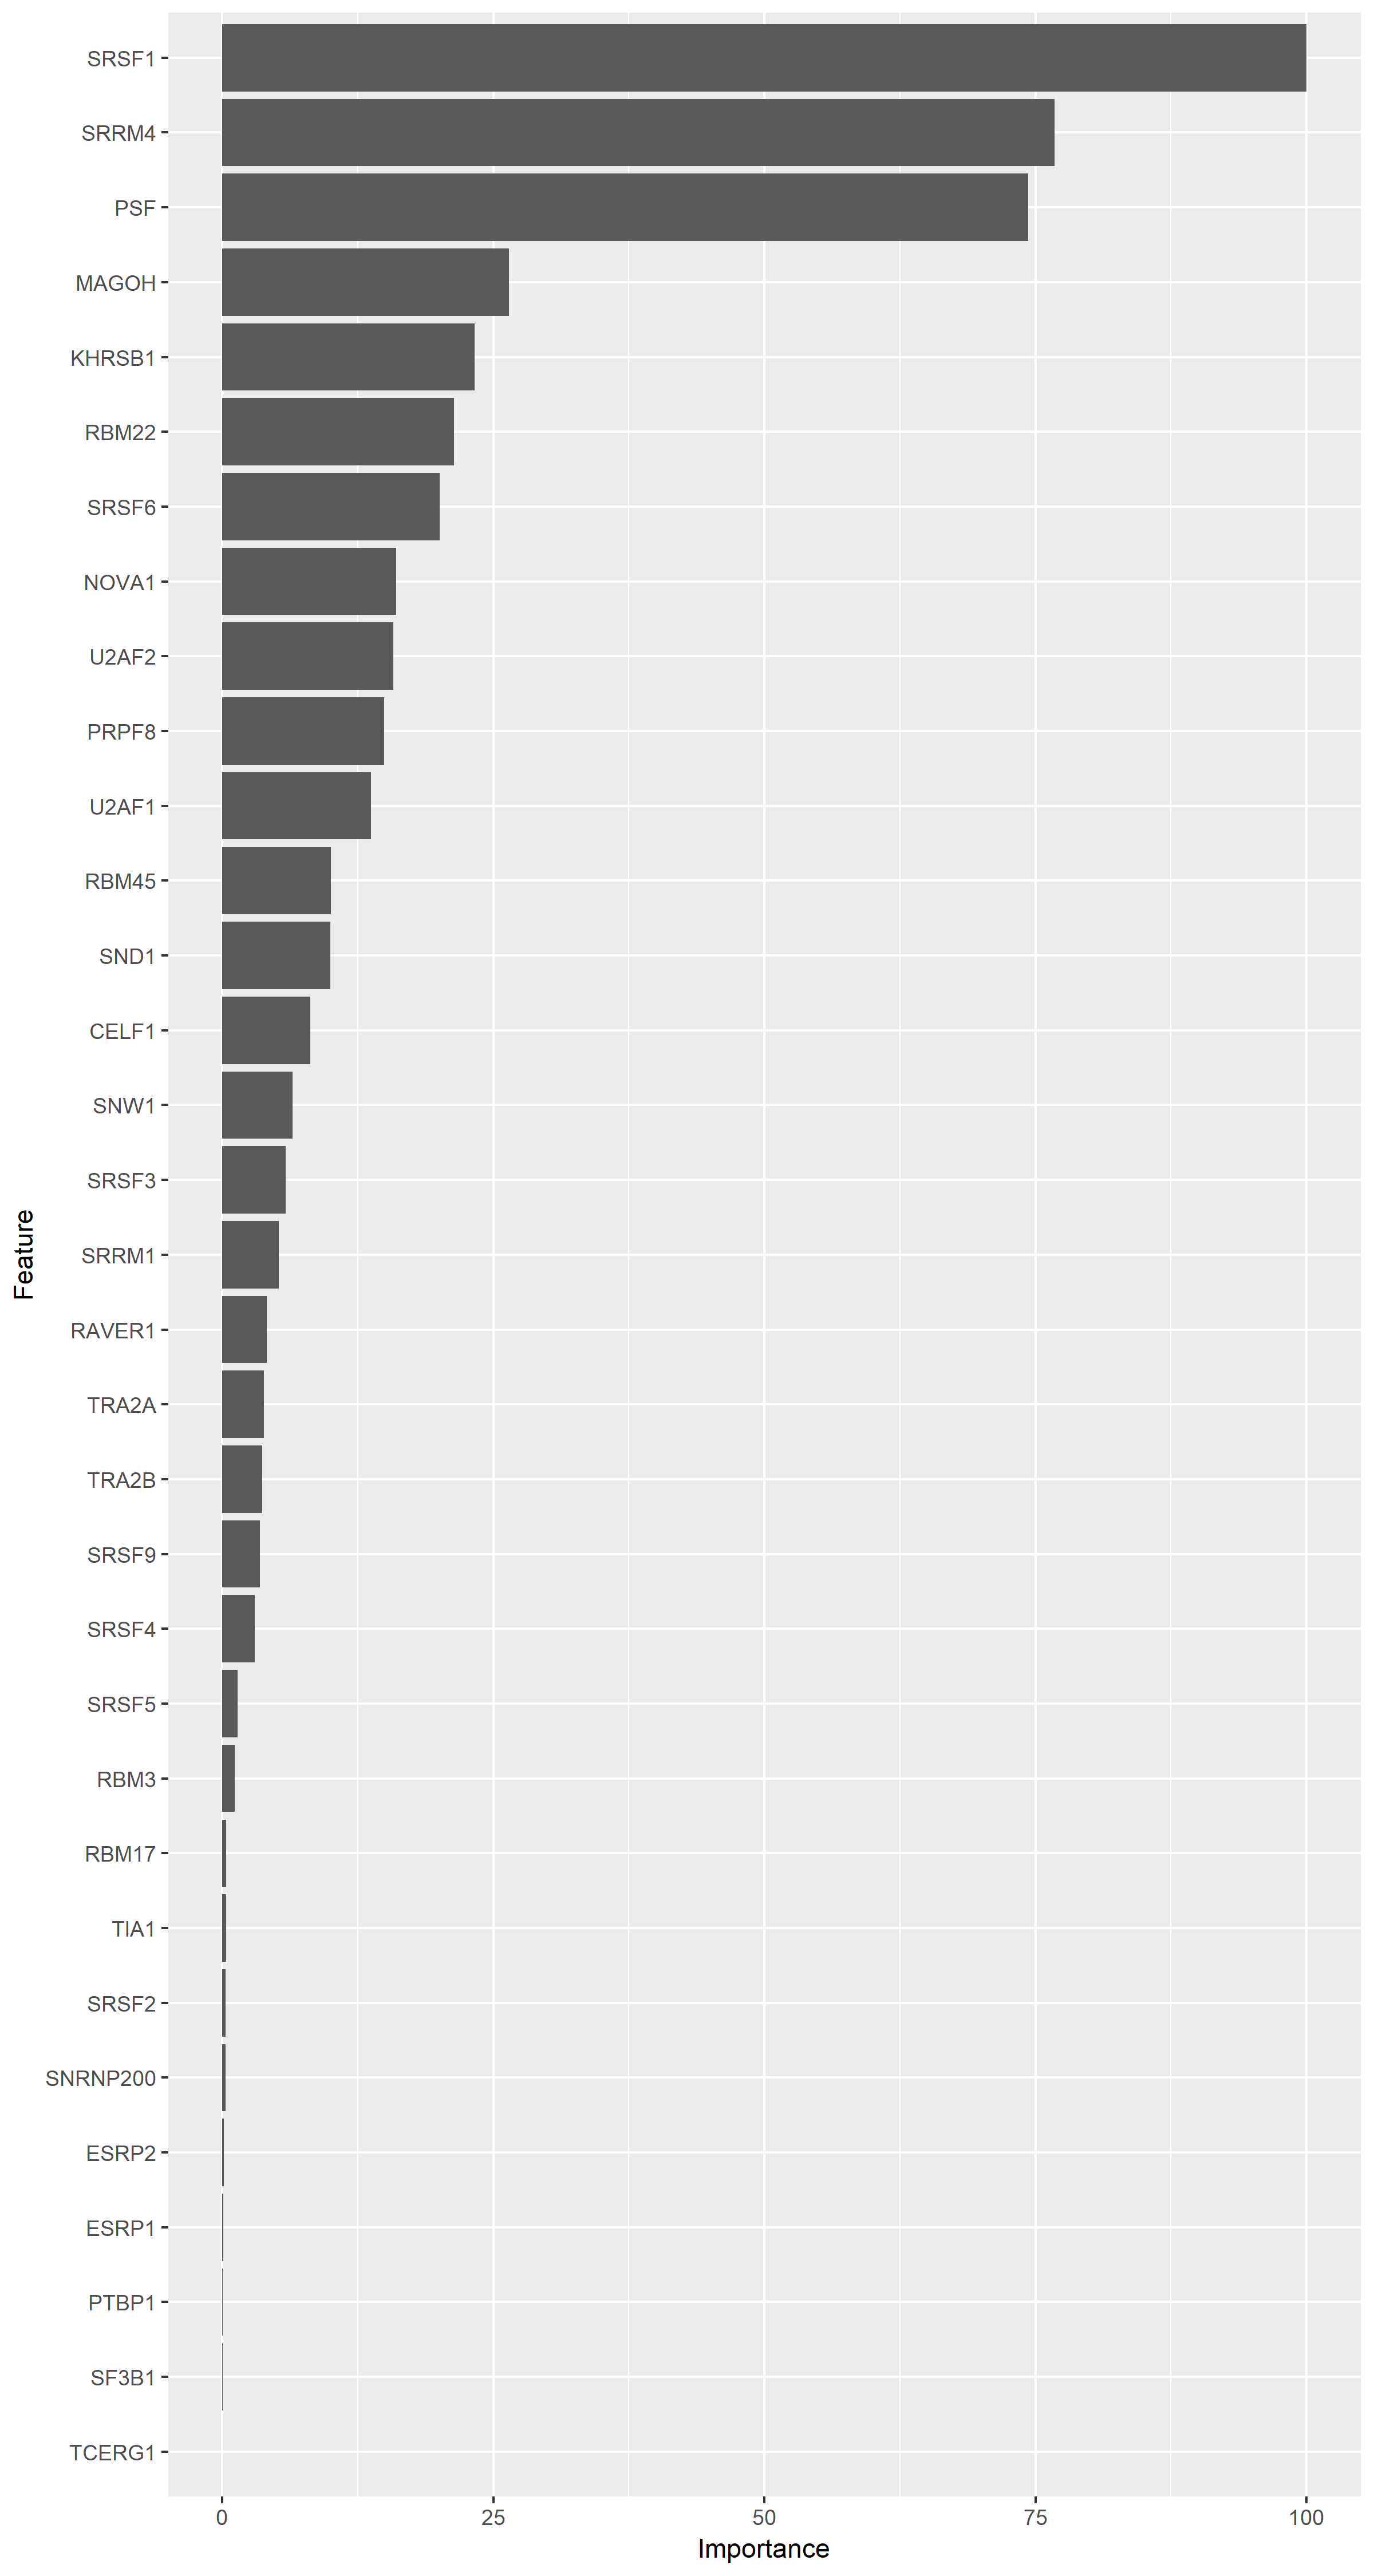 SRSF1
SRRM4
PSF
MAGOH
KHRSB1
RBM22
SRSF6
NOVA1
U2AF2
PRPF8
U2AF1
RBM45
SND1
CELF1
SNW1
SRSF3
SRRM1
RAVER1
TRA2A
TRA2B
SRSF9
SRSF4
SRSF5
RBM3
RBM17
TIA1
SRSF2
SNRNP200
ESRP2
ESRP1
PTBP1
SF3B1
TCERG1
Feature
0 25 50 75 100
Importance